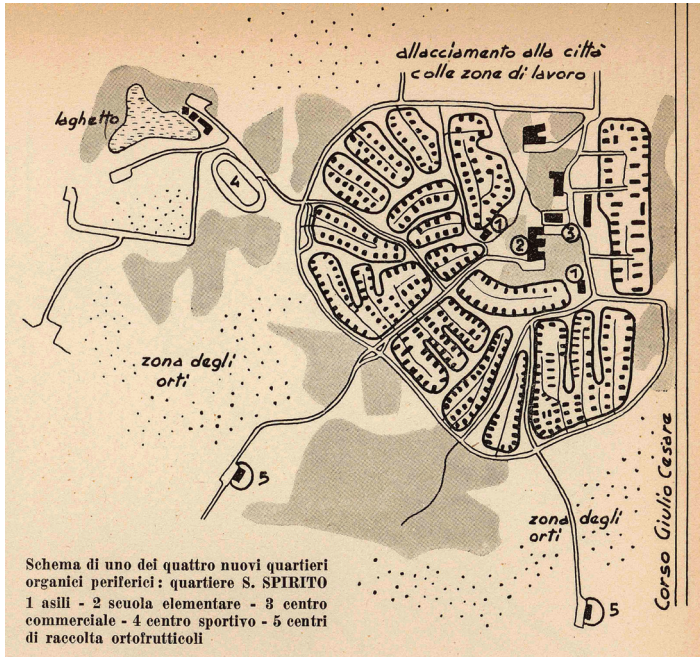 allacciamento alla città
colle zone di lavoro
laghetto
4
1
2
3
1
zona degli
orti
5
zona degli
orti
5
Corso Giulio Cesare
Schema di uno dei quattro nuovi quartieri
organici periferici: quartiere S. SPIRITO
1 asili - 2 scuola elementare - 3 centro
commerciale - 4 centro sportivo - 5 centri
di raccolta ortofrutticoli